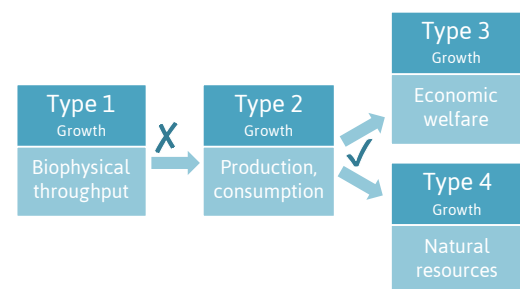 Type 1
Growth
Biophysical
throughput
Type 2
Growth
Production,
consumption
Type 3
Growth
Economic
welfare
Type 4
Growth
Natural
resources